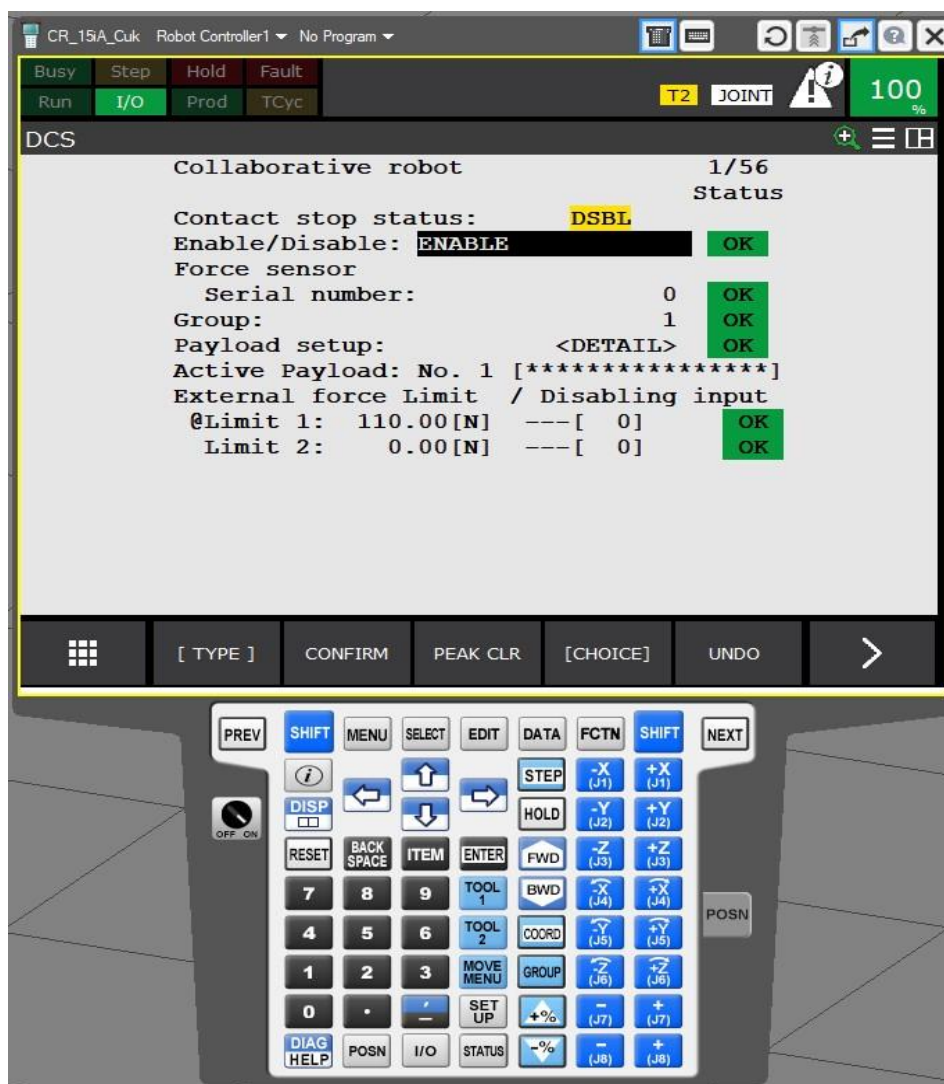 CR_15iA_Cuk Robot Controller1 No Program
Busy Step Hold Fault
Run I/O Prod TCyc
T2 JOINT
100
%
DCS
Collaborative robot 1/56
Status
Contact stop status: DSBL
Enable/Disable: ENABLE OK
Force sensor
Serial number: 0 OK
Group: 1 OK
Payload setup: <DETAIL> OK
Active Payload: No. 1 [****************]
External force Limit / Disabling input
@Limit 1: 110.00[N] ---[ 0] OK
Limit 2: 0.00[N] ---[ 0] OK
[ TYPE ] CONFIRM PEAK CLR [CHOICE] UNDO >
PREV SHIFT MENU SELECT EDIT DATA FCTN SHIFT NEXT
i STEP -X (J1) +X (J1)
OFF ON DISP HOLD -Y (J2) +Y (J2)
RESET BACK SPACE ITEM ENTER FWD -Z (J3) +Z (J3)
7 8 9 TOOL 1 BWD -X (J4) +X (J4)
4 5 6 TOOL 2 COORD -Y (J5) +Y (J5)
POSN
1 2 3 MOVE MENU GROUP -Z (J6) +Z (J6)
0 . ′ – SET UP +% – (J7) + (J7)
DIAG HELP POSN I/O STATUS -% – (J8) + (J8)